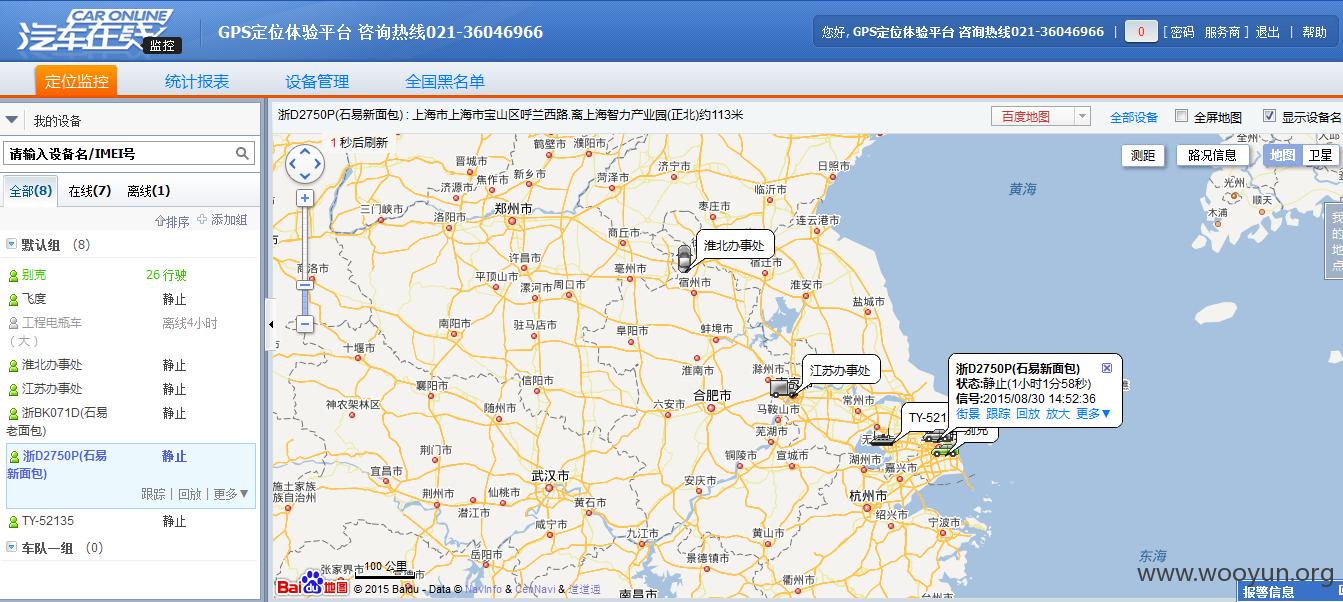 CAR ONLINE
汽车在线 监控
GPS定位体验平台 咨询热线021-36046966
您好, GPS定位体验平台 咨询热线021-36046966 | 0 [ 密码 服务商 ] 退出 | 帮助
定位监控 统计报表 设备管理 全国黑名单
我的设备
浙D2750P(石易新面包) : 上海市上海市宝山区呼兰西路.离上海智力产业园(正北)约113米
百度地图 全部设备 全屏地图 显示设备名
请输入设备名/IMEI号
全部(8) 在线(7) 离线(1)
排序 添加组
默认组 (8)
别克 26 行驶
飞度 静止
工程电瓶车 离线4小时
(大)
淮北办事处 静止
江苏办事处 静止
浙BK071D(石易 静止
老面包)
浙D2750P(石易 静止
新面包)
跟踪 | 回放 | 更多▼
TY-52135 静止
车队一组 (0)
1 秒后刷新
测距 路况信息 地图 卫星
我的地点
鹤壁市 濮阳市
晋城市 济宁市 日照市
焦作市 新乡市
济源市 菏泽市 临沂市
三门峡市 洛阳市 郑州市 枣庄市 连云港市
黄海
全州
光州
木浦 顺天
商丘市
淮北办事处
许昌市 亳州市 宿州市 宿迁市
洛市
平顶山市 漯河市 周口市 淮安市
盐城市
南阳市 驻马店市 阜阳市 蚌埠市
十堰市
淮南市 滁州市
江苏办事处
襄阳市 信阳市
神农架林区 随州市 六安市 合肥市 马鞍山市 常州市
芜湖市
TY-521
浙D2750P(石易新面包)
状态:静止(1小时1分58秒)
信号:2015/08/30 14:52:36
街景 跟踪 回放 放大 更多▼
别克
荆门市 铜陵市 宣城市 湖州市 嘉兴市
宜昌市 武汉市 安庆市 杭州市
施土家族
族自治州
荆州市 仙桃市 黄石市 绍兴市
潜江市 咸宁市 九江市 黄山市 宁波市
岳阳市 景德镇市
东海
张家界市 常德市 南昌市 衢州市 台州市
100 公里
Bai du 地图 © 2015 Baidu - Data © NavInfo & CenNavi & 道道通
www.wooyun.org
报警信息